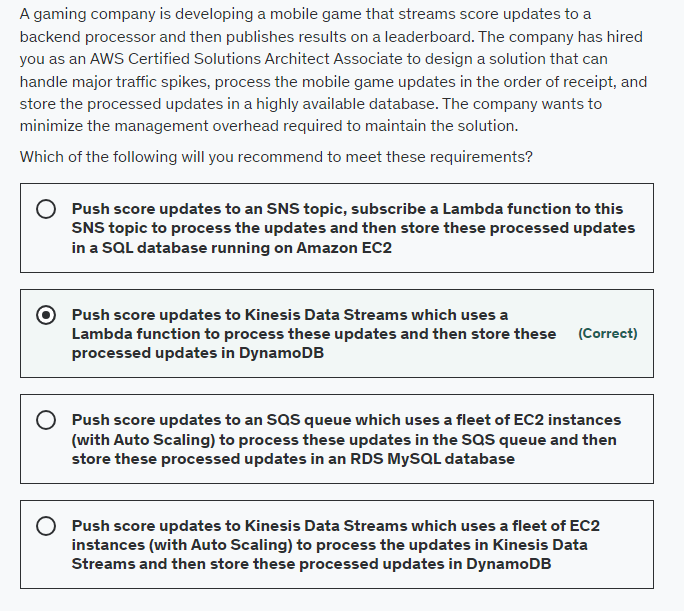 A gaming company is developing a mobile game that streams score updates to a
backend processor and then publishes results on a leaderboard. The company has hired
you as an AWS Certified Solutions Architect Associate to design a solution that can
handle major traffic spikes, process the mobile game updates in the order of receipt, and
store the processed updates in a highly available database. The company wants to
minimize the management overhead required to maintain the solution.
Which of the following will you recommend to meet these requirements?
Push score updates to an SNS topic, subscribe a Lambda function to this
SNS topic to process the updates and then store these processed updates
in a SQL database running on Amazon EC2
Push score updates to Kinesis Data Streams which uses a
Lambda function to process these updates and then store these (Correct)
processed updates in DynamoDB
Push score updates to an SQS queue which uses a fleet of EC2 instances
(with Auto Scaling) to process these updates in the SQS queue and then
store these processed updates in an RDS MySQL database
Push score updates to Kinesis Data Streams which uses a fleet of EC2
instances (with Auto Scaling) to process the updates in Kinesis Data
Streams and then store these processed updates in DynamoDB